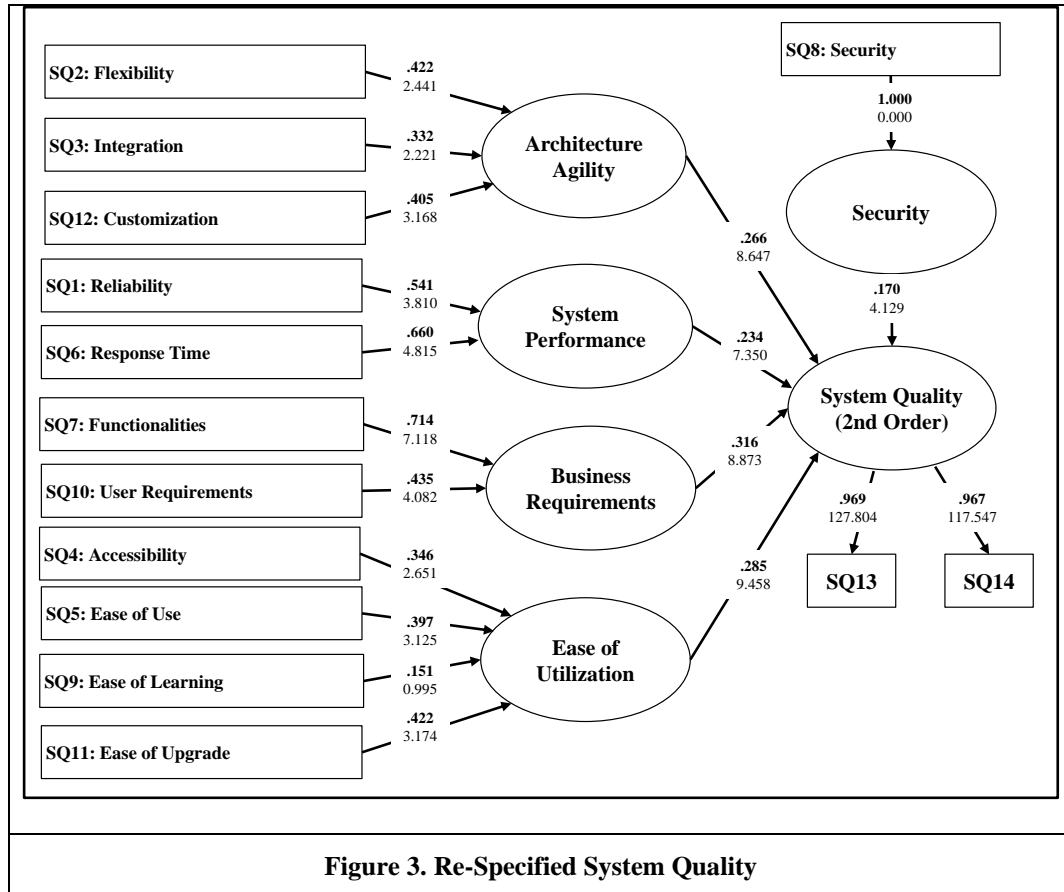 SQ2: Flexibility
.422
2.441
SQ3: Integration
.332
2.221
SQ12: Customization
.405
3.168
Architecture
Agility
.266
8.647
SQ8: Security
1.000
0.000
Security
.170
4.129
SQ1: Reliability
.541
3.810
SQ6: Response Time
.660
4.815
System
Performance
.234
7.350
System Quality
(2nd Order)
SQ7: Functionalities
.714
7.118
SQ10: User Requirements
.435
4.082
Business
Requirements
.316
8.873
.969
127.804
.967
117.547
SQ13
SQ14
SQ4: Accessibility
.346
2.651
SQ5: Ease of Use
.397
3.125
SQ9: Ease of Learning
.151
0.995
SQ11: Ease of Upgrade
.422
3.174
Ease of
Utilization
.285
9.458
Figure 3. Re-Specified System Quality